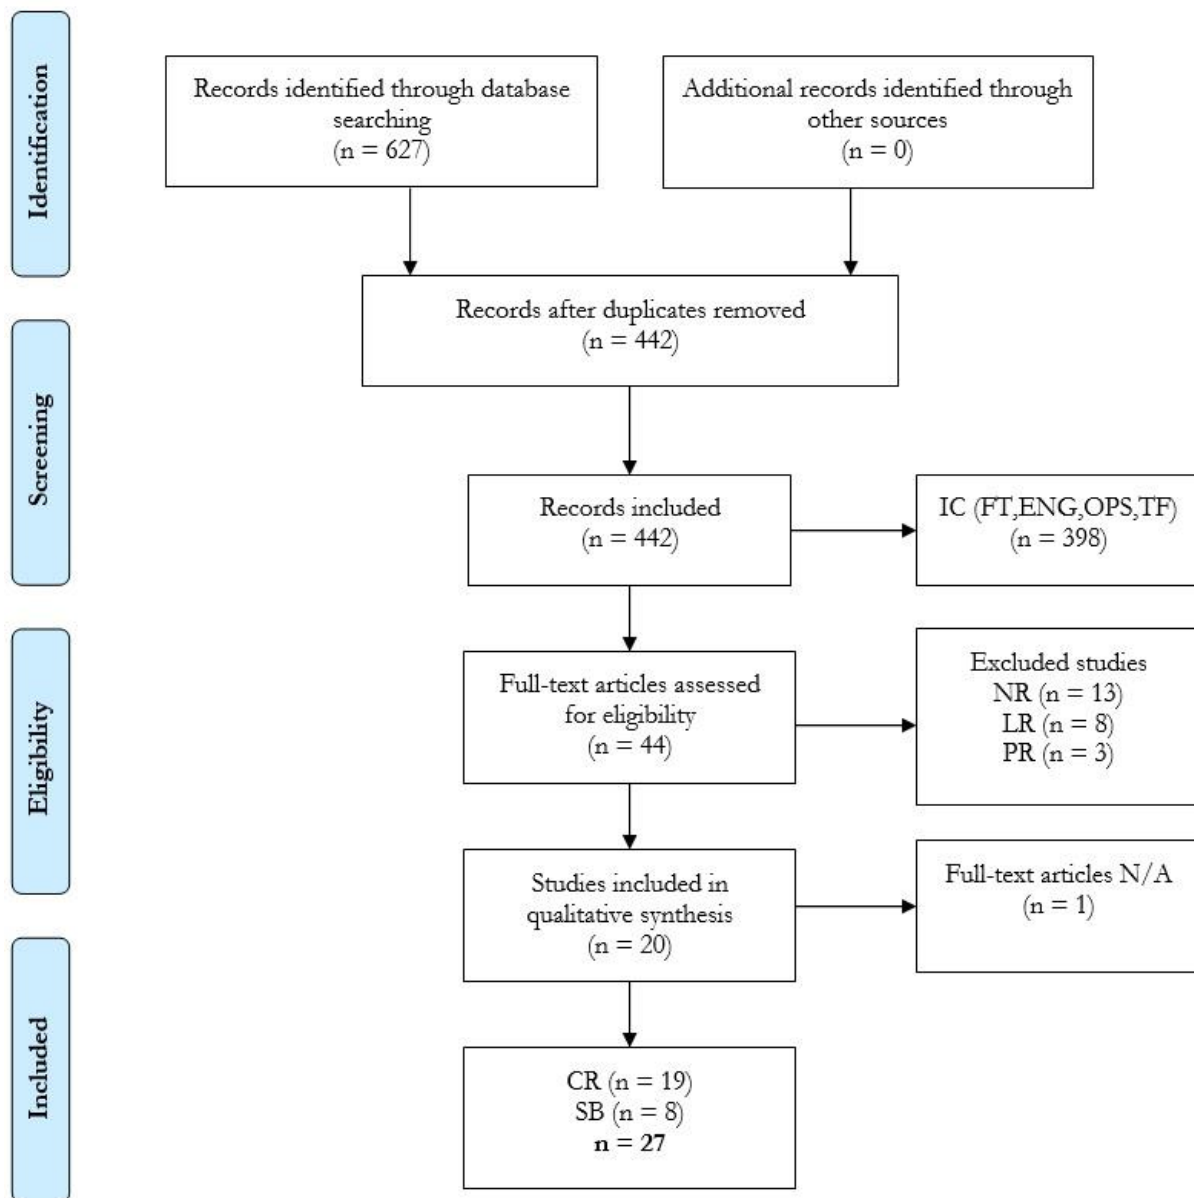 Identification
Records identified through database
searching
(n = 627)
Additional records identified through
other sources
(n = 0)
Records after duplicates removed
(n = 442)
Screening
Records included
(n = 442)
IC (FT,ENG,OPS,TF)
(n = 398)
Eligibility
Full-text articles assessed
for eligibility
(n = 44)
Excluded studies
NR (n = 13)
LR (n = 8)
PR (n = 3)
Studies included in
qualitative synthesis
(n = 20)
Full-text articles N/A
(n = 1)
Included
CR (n = 19)
SB (n = 8)
n = 27